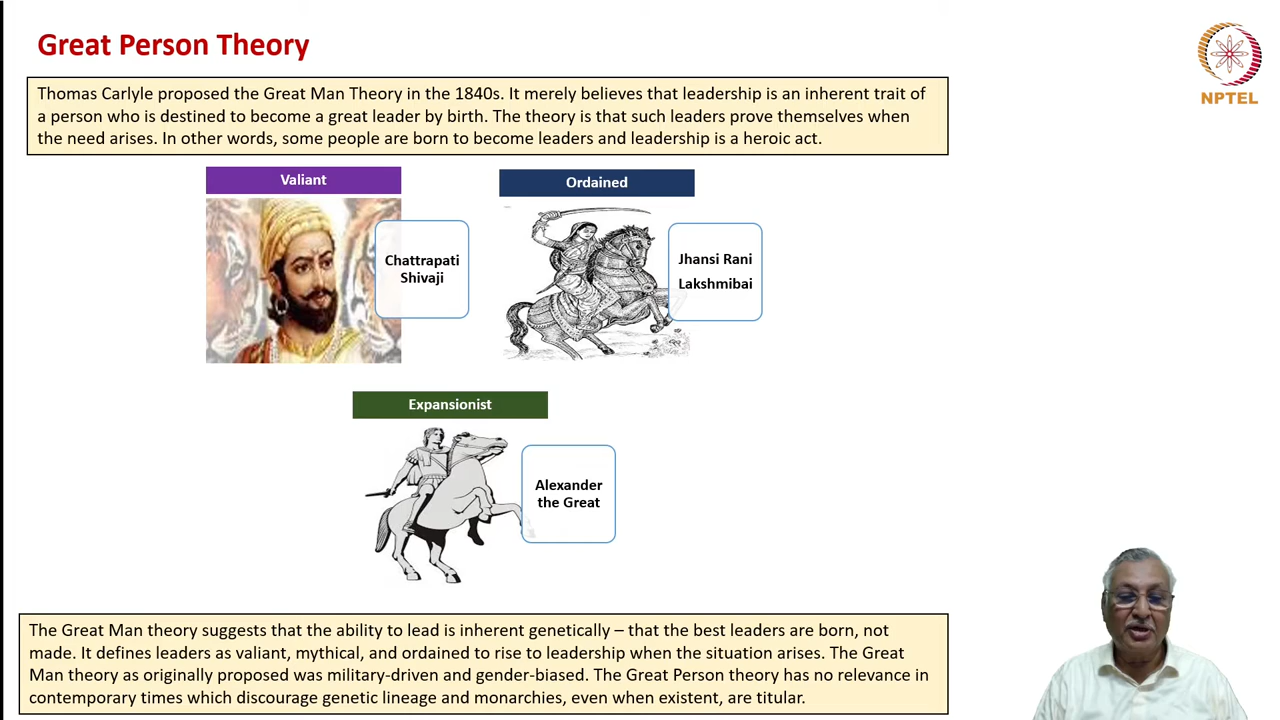 Great Person Theory
NPTEL
Thomas Carlyle proposed the Great Man Theory in the 1840s. It merely believes that leadership is an inherent trait of
a person who is destined to become a great leader by birth. The theory is that such leaders prove themselves when
the need arises. In other words, some people are born to become leaders and leadership is a heroic act.
Valiant
Chattrapati
Shivaji
Ordained
Jhansi Rani
Lakshmibai
Expansionist
Alexander
the Great
The Great Man theory suggests that the ability to lead is inherent genetically – that the best leaders are born, not
made. It defines leaders as valiant, mythical, and ordained to rise to leadership when the situation arises. The Great
Man theory as originally proposed was military-driven and gender-biased. The Great Person theory has no relevance in
contemporary times which discourage genetic lineage and monarchies, even when existent, are titular.